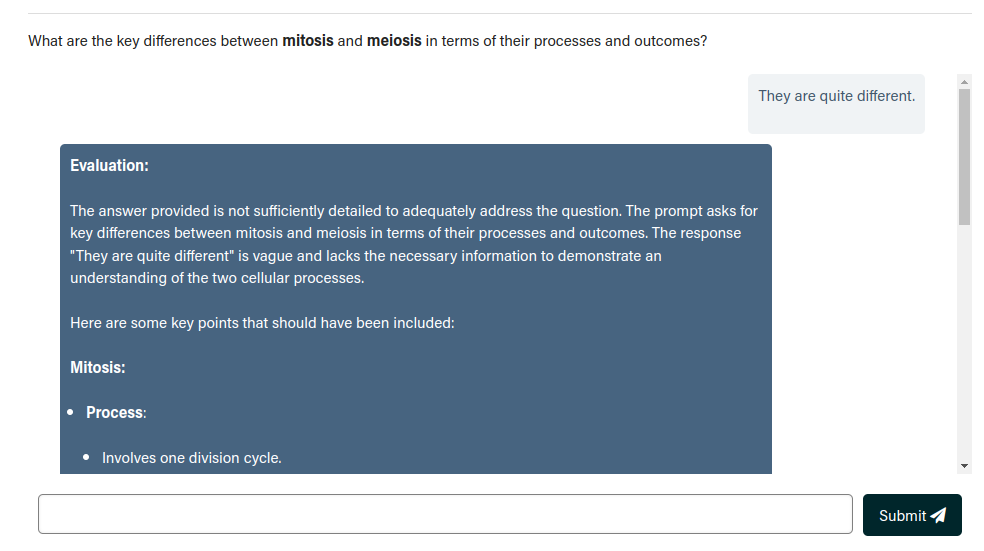 What are the key differences between mitosis and meiosis in terms of their processes and outcomes?
They are quite different.
Evaluation:
The answer provided is not sufficiently detailed to adequately address the question. The prompt asks for
key differences between mitosis and meiosis in terms of their processes and outcomes. The response
"They are quite different" is vague and lacks the necessary information to demonstrate an
understanding of the two cellular processes.
Here are some key points that should have been included:
Mitosis:
• Process:
• Involves one division cycle.
Submit